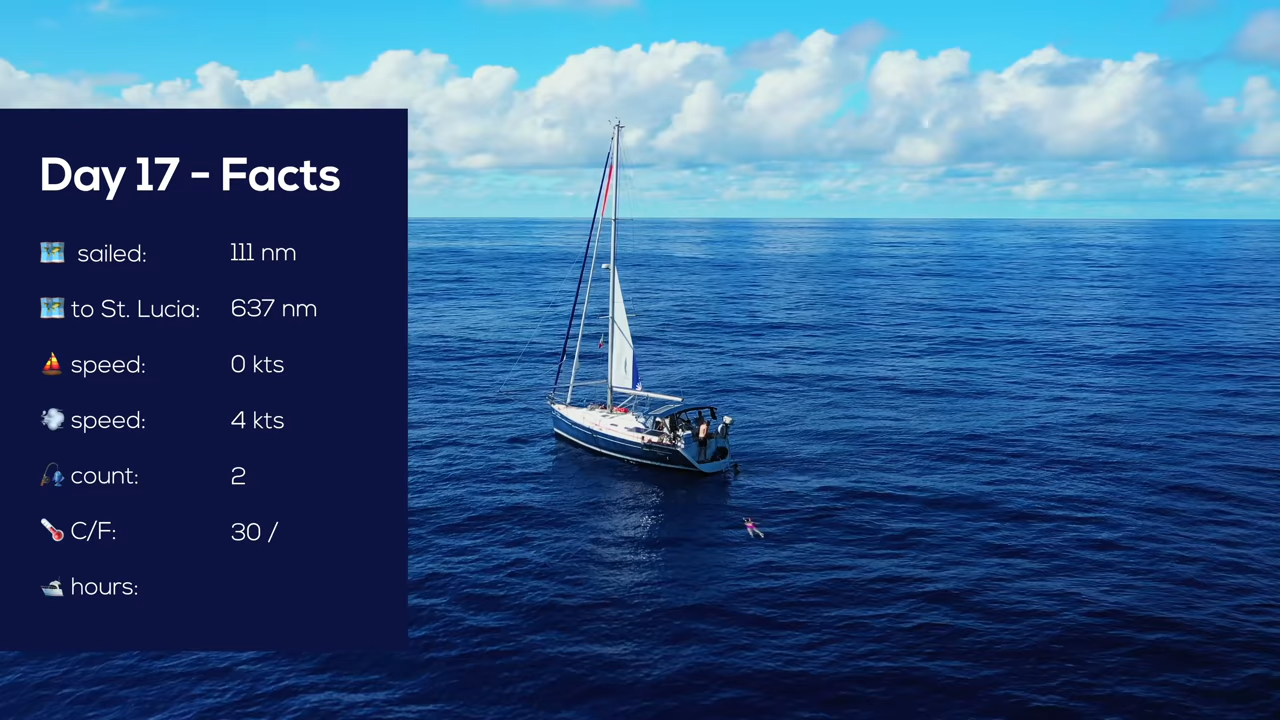 Day 17 - Facts
sailed: 111 nm
to St. Lucia: 637 nm
speed: 0 kts
speed: 4 kts
count: 2
C/F: 30 /
hours: